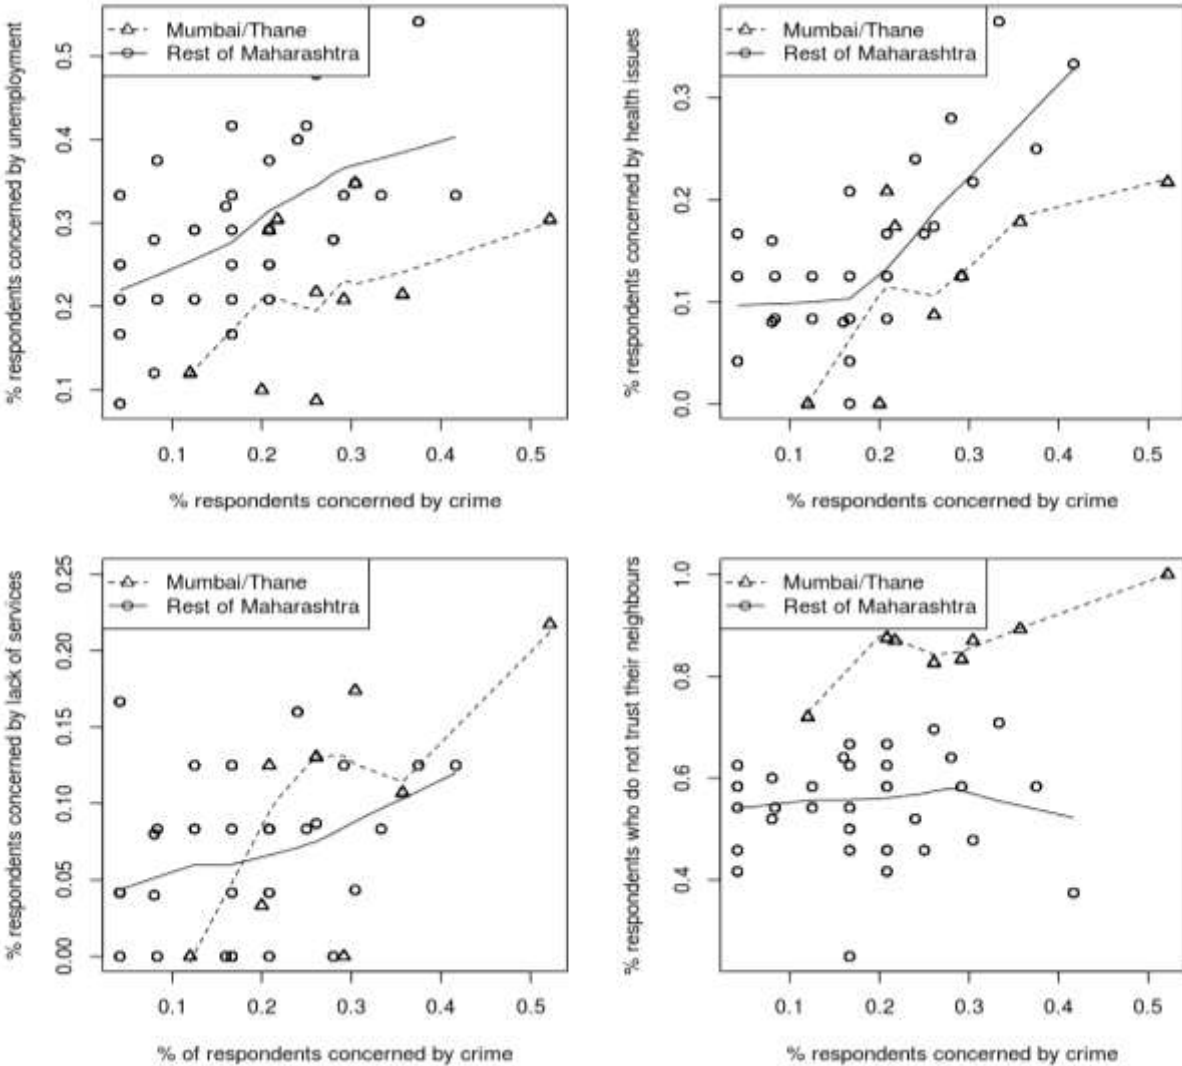 Mumbai/Thane
Rest of Maharashtra
% respondents concerned by unemployment
0.5
0.4
0.3
0.2
0.1
0.1 0.2 0.3 0.4 0.5
% respondents concerned by crime
Mumbai/Thane
Rest of Maharashtra
% respondents concerned by health issues
0.3
0.2
0.1
0.0
0.1 0.2 0.3 0.4 0.5
% respondents concerned by crime
Mumbai/Thane
Rest of Maharashtra
% respondents concerned by lack of services
0.25
0.20
0.15
0.10
0.05
0.00
0.1 0.2 0.3 0.4 0.5
% of respondents concerned by crime
Mumbai/Thane
Rest of Maharashtra
% respondents who do not trust their neighbours
1.0
0.8
0.6
0.4
0.1 0.2 0.3 0.4 0.5
% respondents concerned by crime